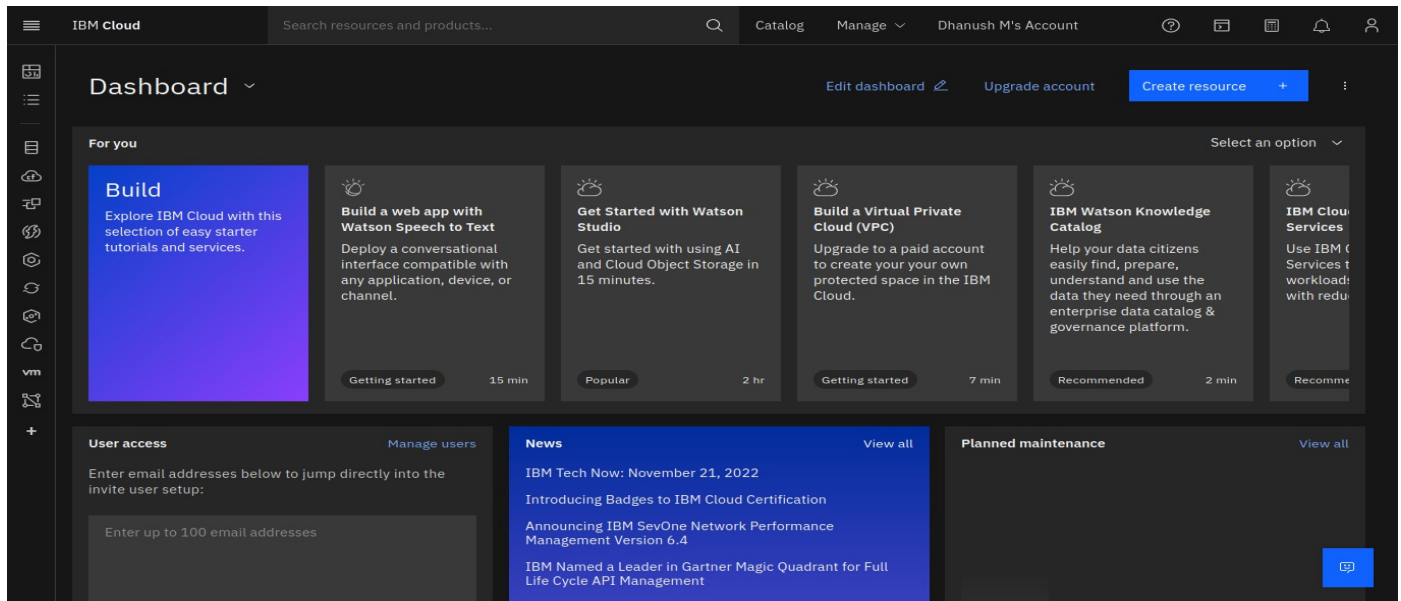 IBM Cloud
Search resources and products...
Catalog
Manage
Dhanush M's Account
Dashboard
Edit dashboard
Upgrade account
Create resource +
For you
Select an option
Build
Explore IBM Cloud with this
selection of easy starter
tutorials and services.
Build a web app with
Watson Speech to Text
Deploy a conversational
interface compatible with
any application, device, or
channel.
Getting started
15 min
Get Started with Watson
Studio
Get started with using AI
and Cloud Object Storage in
15 minutes.
Popular
2 hr
Build a Virtual Private
Cloud (VPC)
Upgrade to a paid account
to create your your own
protected space in the IBM
Cloud.
Getting started
7 min
IBM Watson Knowledge
Catalog
Help your data citizens
easily find, prepare,
understand and use the
data they need through an
enterprise data catalog &
governance platform.
Recommended
2 min
IBM Clou
Services
Use IBM
Services t
workload
with redu
Recomme
vm
+
User access
Manage users
Enter email addresses below to jump directly into the
invite user setup:
Enter up to 100 email addresses
News
View all
IBM Tech Now: November 21, 2022
Introducing Badges to IBM Cloud Certification
Announcing IBM SevOne Network Performance
Management Version 6.4
IBM Named a Leader in Gartner Magic Quadrant for Full
Life Cycle API Management
Planned maintenance
View all